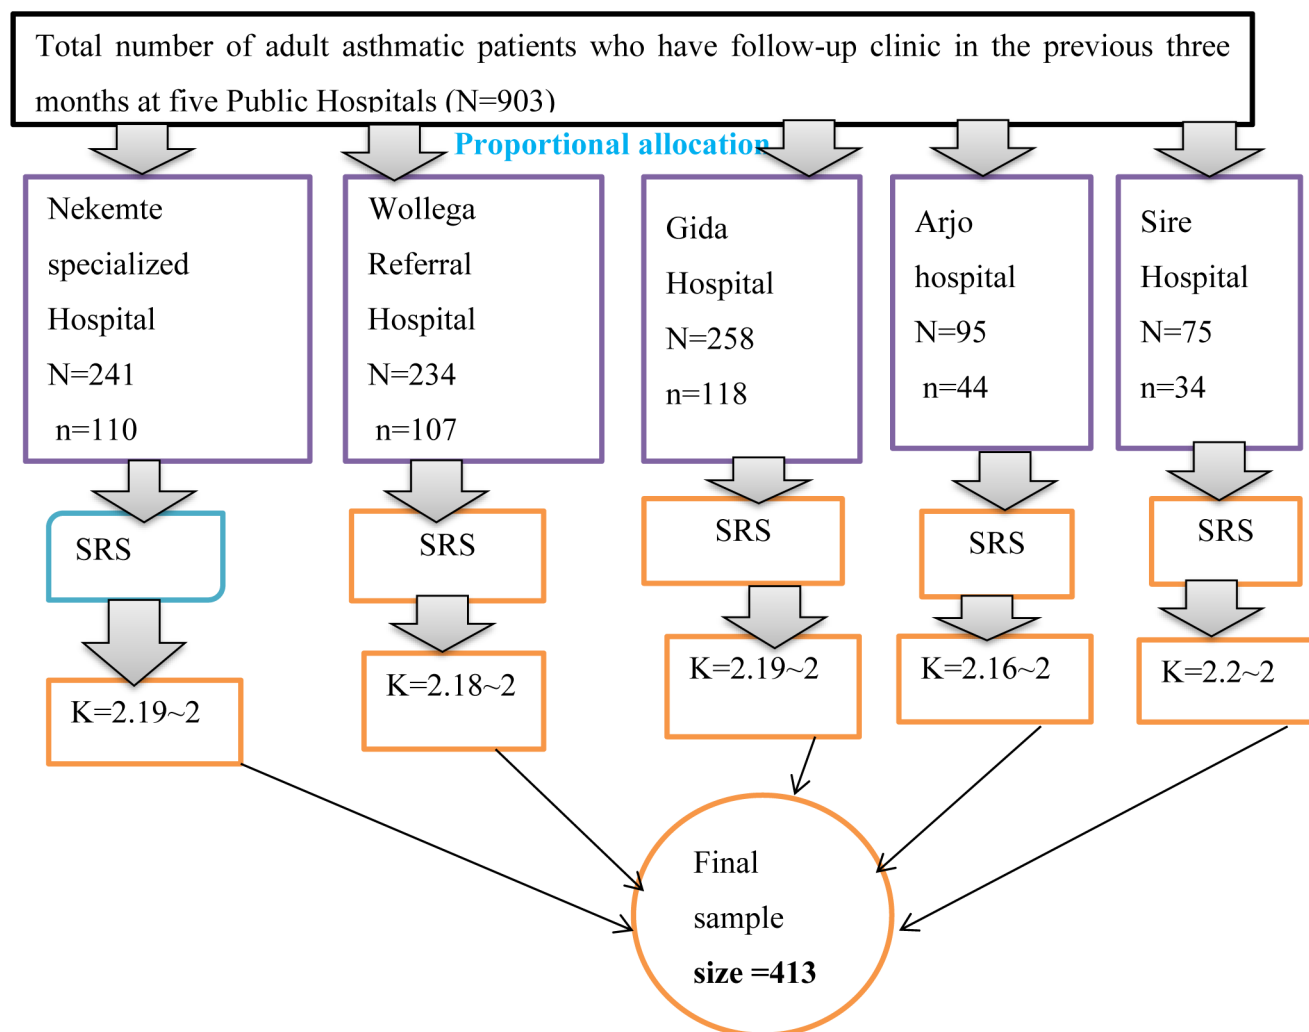 Total number of adult asthmatic patients who have follow-up clinic in the previous three
months at five Public Hospitals (N=903)
Proportional allocation
Nekemte
specialized
Hospital
N=241
n=110
Wollega
Referral
Hospital
N=234
n=107
Gida
Hospital
N=258
n=118
Arjo
hospital
N=95
n=44
Sire
Hospital
N=75
n=34
SRS
SRS
SRS
SRS
SRS
K=2.19~2
K=2.18~2
K=2.19~2
K=2.16~2
K=2.2~2
Final
sample
size =413